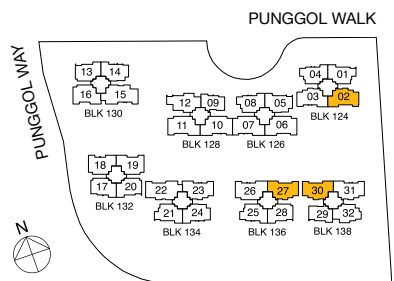 PUNGGOL WALK
PUNGGOL WAY
13 14
16 15
BLK 130
12 09
11 10
BLK 128
08 05
07 06
BLK 126
04 01
03 02
BLK 124
18 19
17 20
BLK 132
22 23
21 24
BLK 134
26 27
25 28
BLK 136
30 31
29 32
BLK 138
N